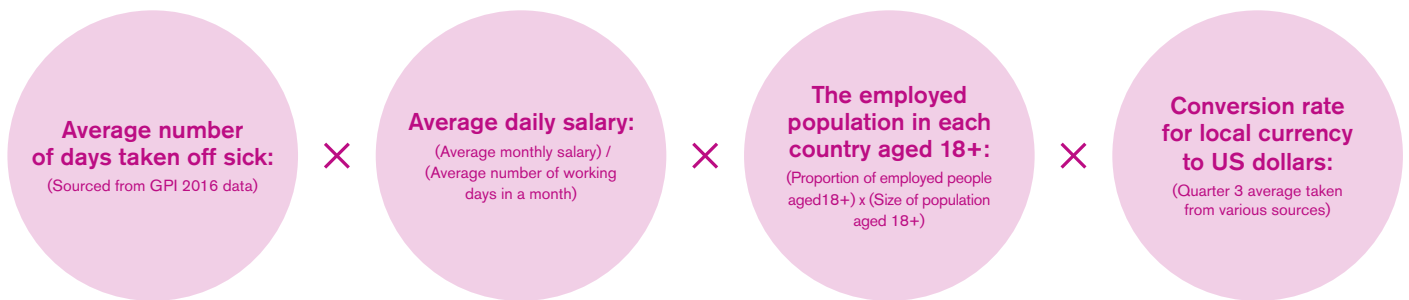 Average number
of days taken off sick:
(Sourced from GPI 2016 data)
×
Average daily salary:
(Average monthly salary) /
(Average number of working
days in a month)
×
The employed
population in each
country aged 18+:
(Proportion of employed people
aged18+) x (Size of population
aged 18+)
×
Conversion rate
for local currency
to US dollars:
(Quarter 3 average taken
from various sources)